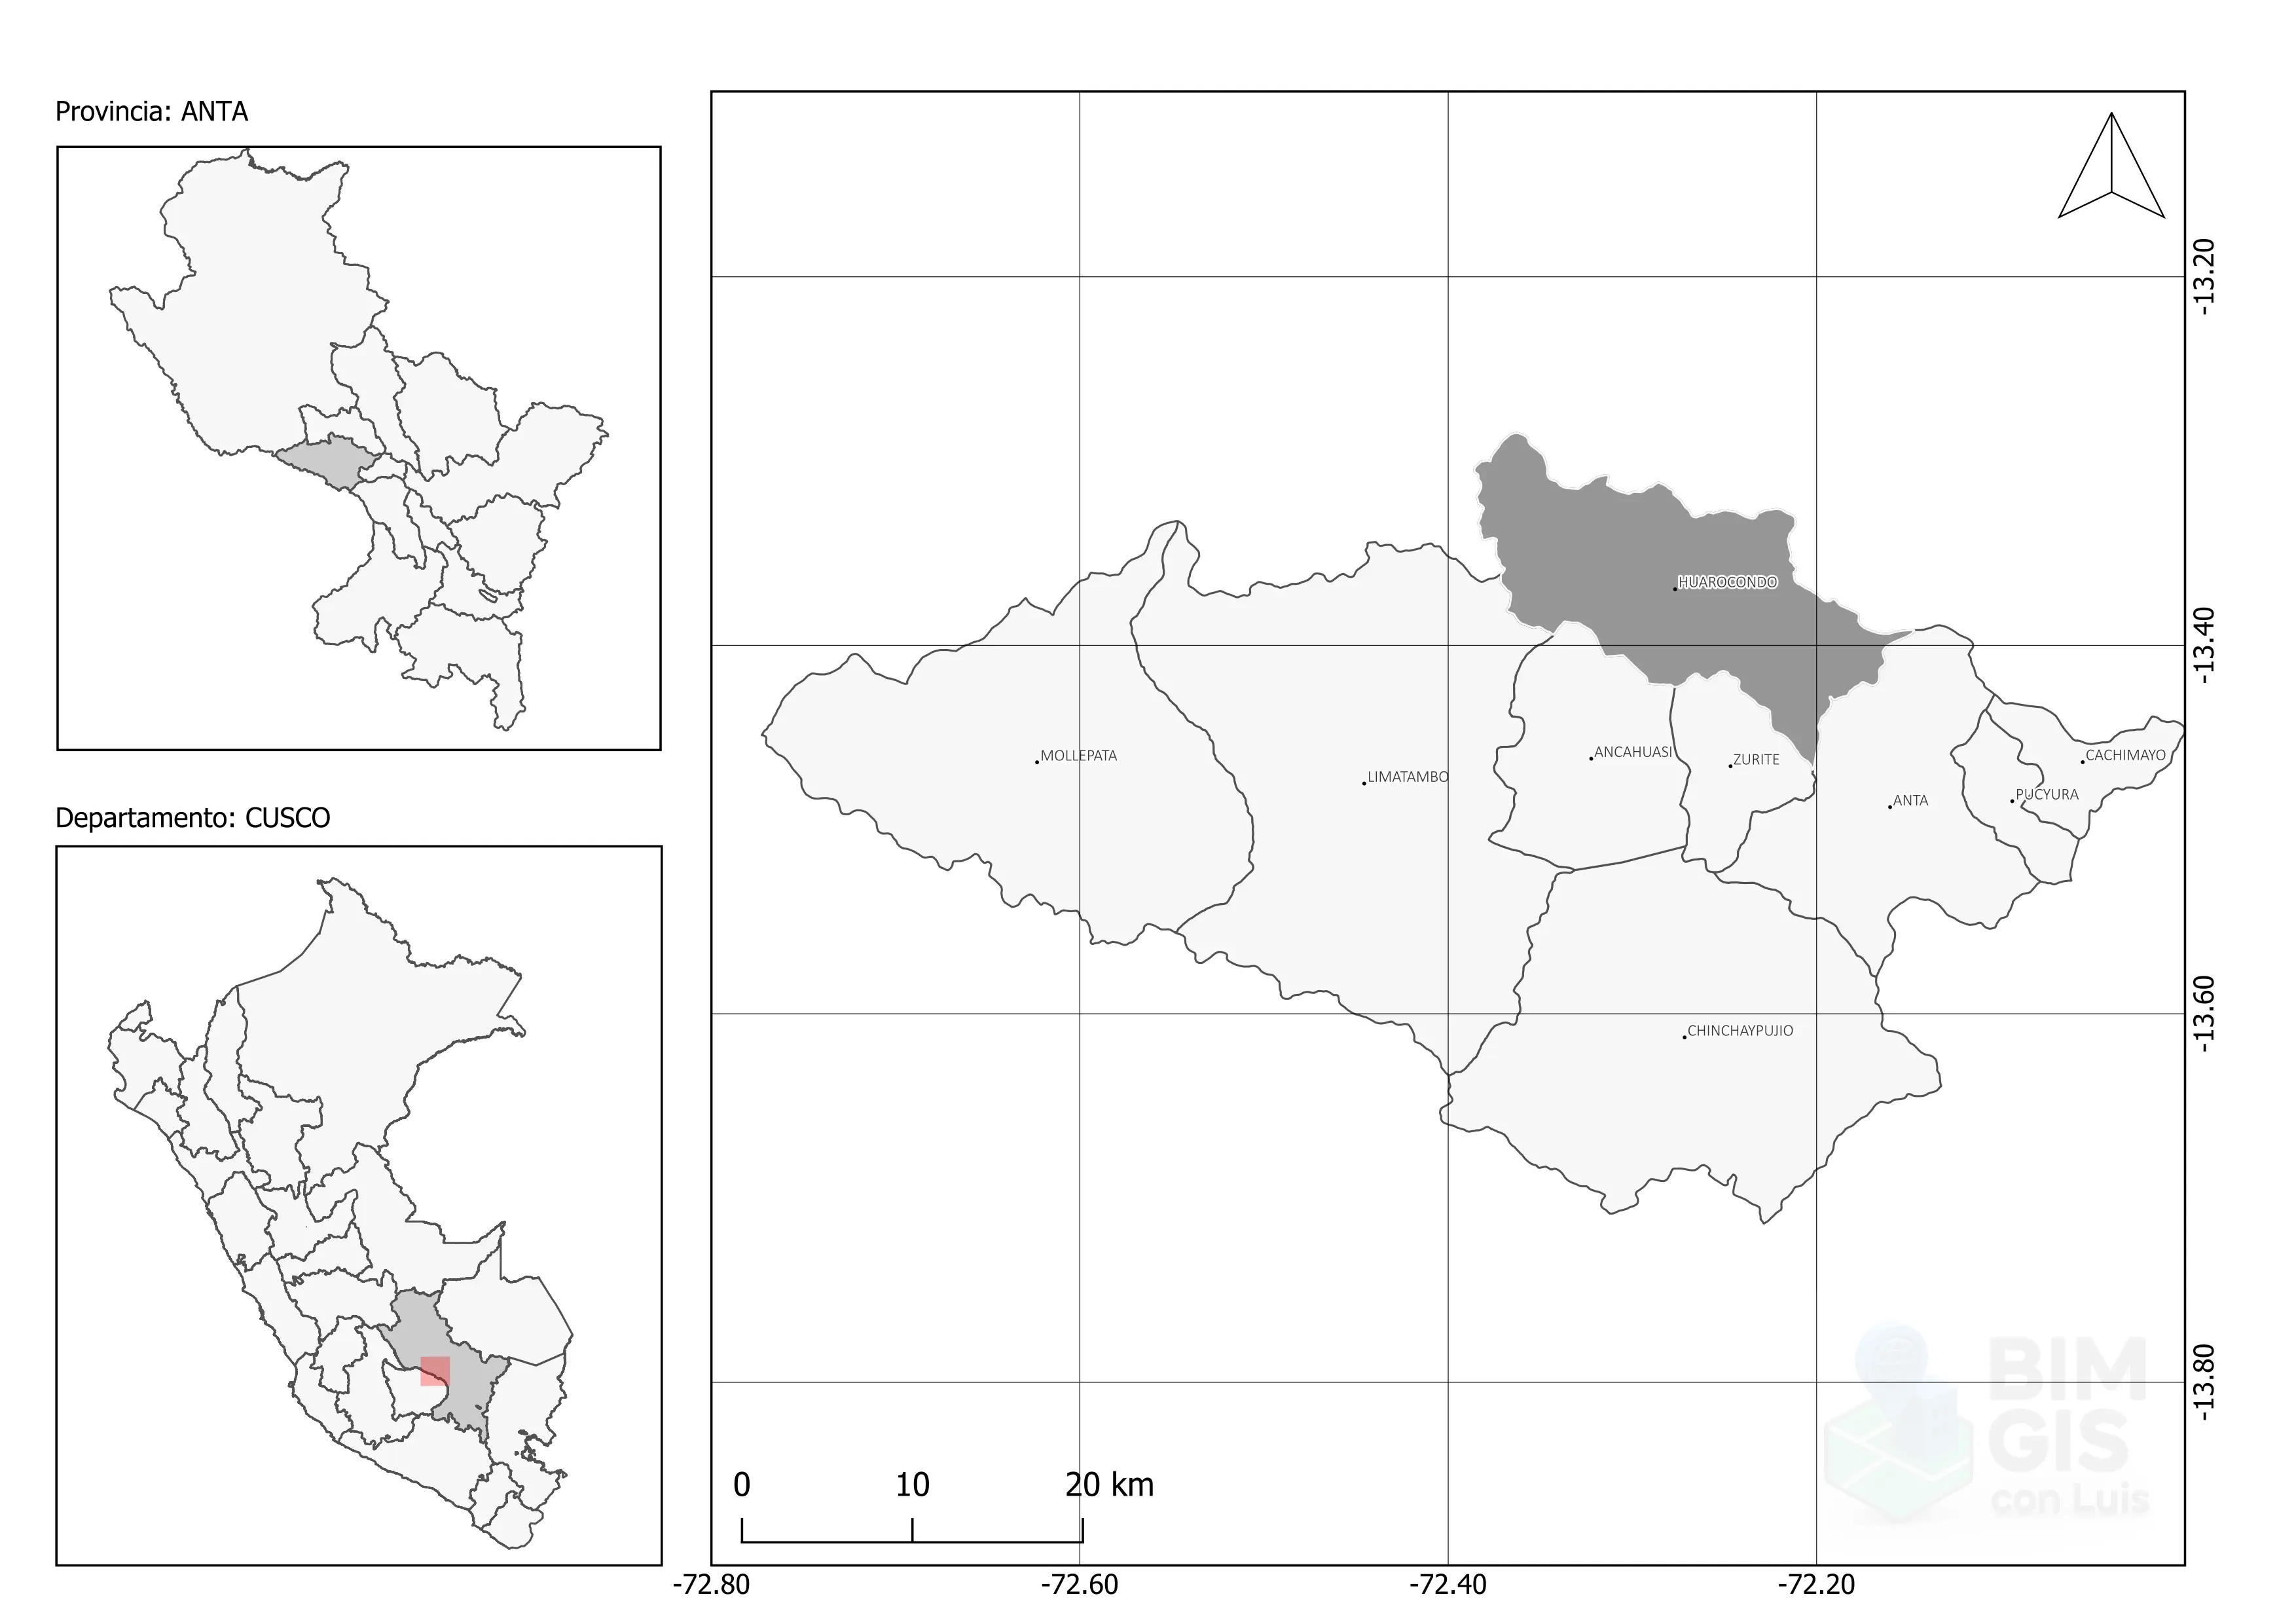 Provincia: ANTA
Departamento: CUSCO
HUAROCONDO
MOLLEPATA
LIMATAMBO
ANCAHUASI
ZURITE
ANTA
CACHIMAYO
PUCYURA
CHINCHAYPUJIO
-13.20
-13.40
-13.60
-13.80
0 10 20 km
-72.80 -72.60 -72.40 -72.20
BIM
GIS
con Luis